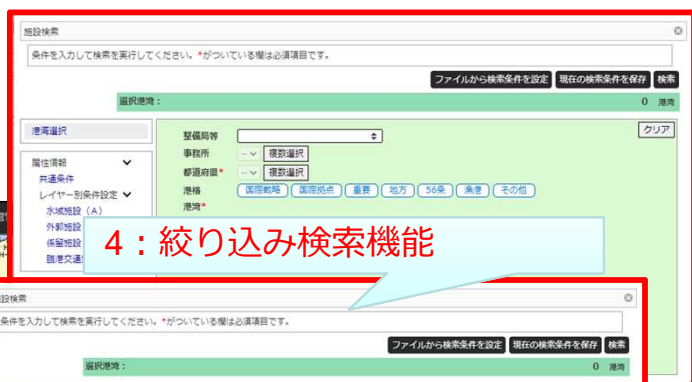 施設検索
条件を入力して検索を実行してください。*がついている欄は必須項目です。
ファイルから検索条件を設定 現在の検索条件を保存 検索
選択港湾： 0 港湾
港湾選択
クリア
整備局等
事務所 -- 複数選択
都道府県* -- 複数選択
港格 国際戦略 国際拠点 重要 地方 56条 漁港 その他
港湾*
属性情報
共通条件
レイヤー別条件設定
水域施設（A）
外郭施設
係留施設
臨港交通
4：絞り込み検索機能
設検索
条件を入力して検索を実行してください。*がついている欄は必須項目です。
ファイルから検索条件を設定 現在の検索条件を保存 検索
選択港湾： 0 港湾